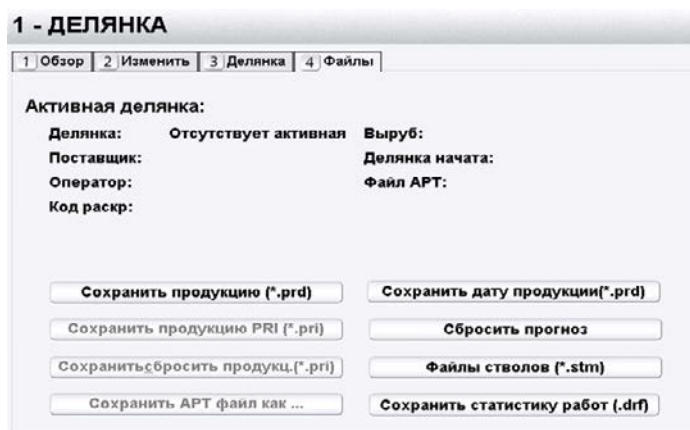 1 - ДЕЛЯНКА
1 Обзор 2 Изменить 3 Делянка 4 Файлы
Активная делянка:
Делянка: Отсутствует активная Выруб:
Поставщик: Делянка начата:
Оператор: Файл АРТ:
Код раскр:
Сохранить продукцию (*.prd) Сохранить дату продукции(*.prd)
Сохранить продукцию PRI (*.pri) Сбросить прогноз
Сохранитьсбросить продукц.(*.pri) Файлы стволов (*.stm)
Сохранить АРТ файл как ... Сохранить статистику работ (.drf)